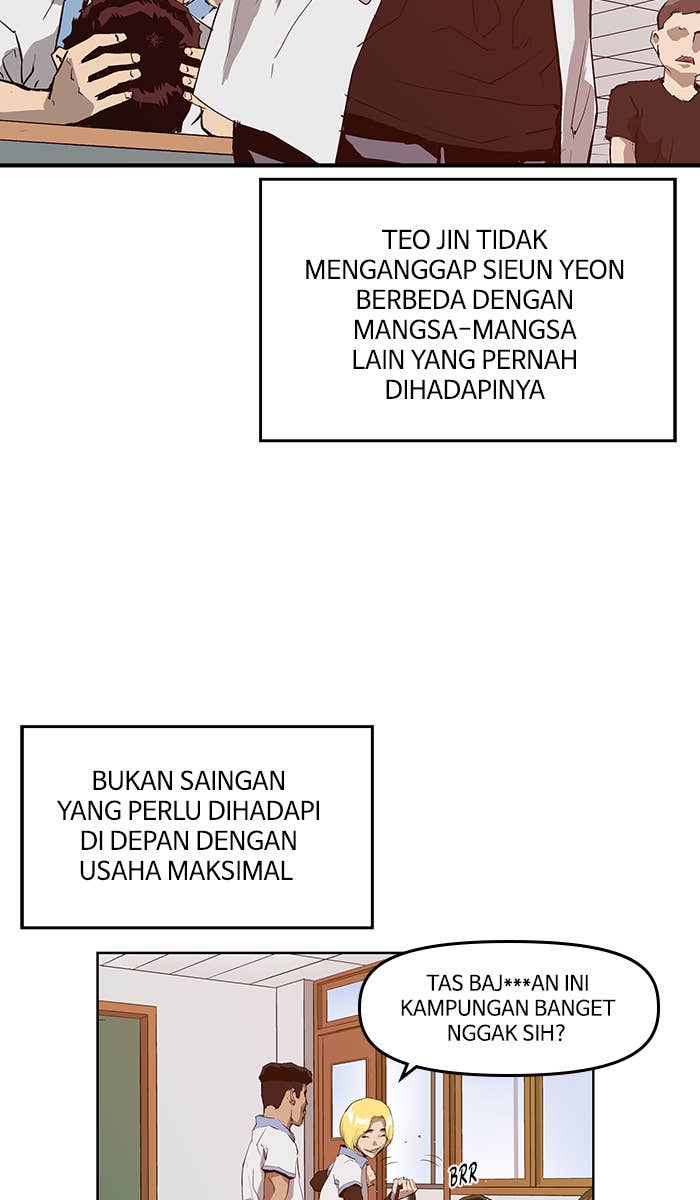 TEO JIN TIDAK
MENGANGGAP SIEUN YEON
BERBEDA DENGAN
MANGSA-MANGSA
LAIN YANG PERNAH
DIHADAPINYA
BUKAN SAINGAN
YANG PERLU DIHADAPI
DI DEPAN DENGAN
USAHA MAKSIMAL
TAS BAJ***AN INI
KAMPUNGAN BANGET
NGGAK SIH?
BRR